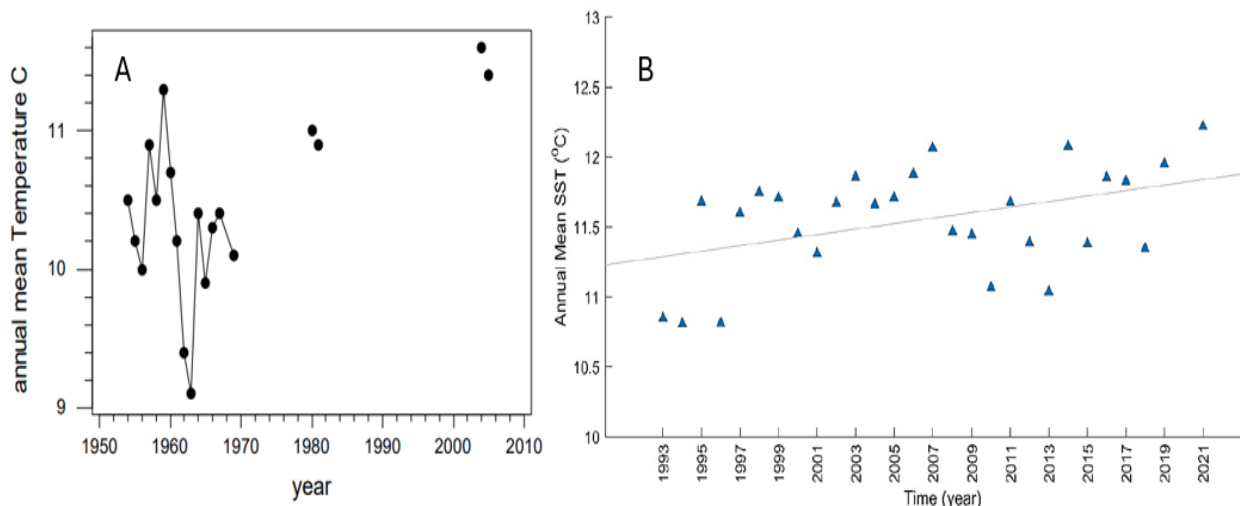 A
annual mean Temperature C
11
10
9
1950 1960 1970 1980 1990 2000 2010
year
B
Annual Mean SST (°C)
13
12.5
12
11.5
11
10.5
10
1993 1995 1997 1999 2001 2003 2005 2007 2009 2011 2013 2015 2017 2019 2021
Time (year)